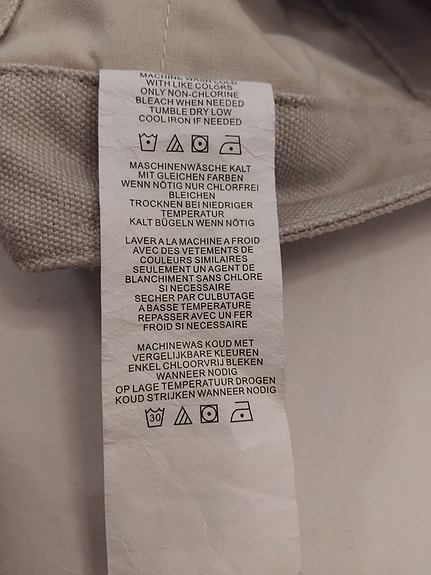 MACHINE WASH COLD
WITH LIKE COLORS
ONLY NON-CHLORINE
BLEACH WHEN NEEDED
TUMBLE DRY LOW
COOL IRON IF NEEDED
MASCHINENWÄSCHE KALT
MIT GLEICHEN FARBEN
WENN NÖTIG NUR CHLORFREI
BLEICHEN
TROCKNEN BEI NIEDRIGER
TEMPERATUR
KALT BÜGELN WENN NÖTIG
LAVER A LA MACHINE A FROID
AVEC DES VETEMENTS DE
COULEURS SIMILAIRES
SEULEMENT UN AGENT DE
BLANCHIMENT SANS CHLORE
SI NECESSAIRE
SECHER PAR CULBUTAGE
A BASSE TEMPERATURE
REPASSER AVEC UN FER
FROID SI NECESSAIRE
MACHINEWAS KOUD MET
VERGELIJKBARE KLEUREN
ENKEL CHLOORVRIJ BLEKEN
WANNEER NODIG
OP LAGE TEMPERATUUR DROGEN
KOUD STRIJKEN WANNEER NODIG
30